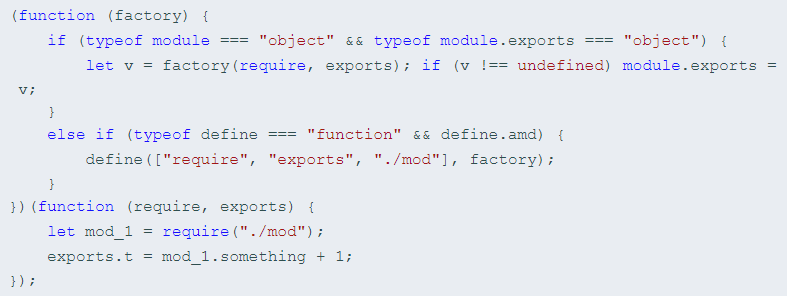 (function (factory) {
    if (typeof module === "object" && typeof module.exports === "object") {
        let v = factory(require, exports); if (v !== undefined) module.exports =
 v;
    }
    else if (typeof define === "function" && define.amd) {
        define(["require", "exports", "./mod"], factory);
    }
})(function (require, exports) {
    let mod_1 = require("./mod");
    exports.t = mod_1.something + 1;
});